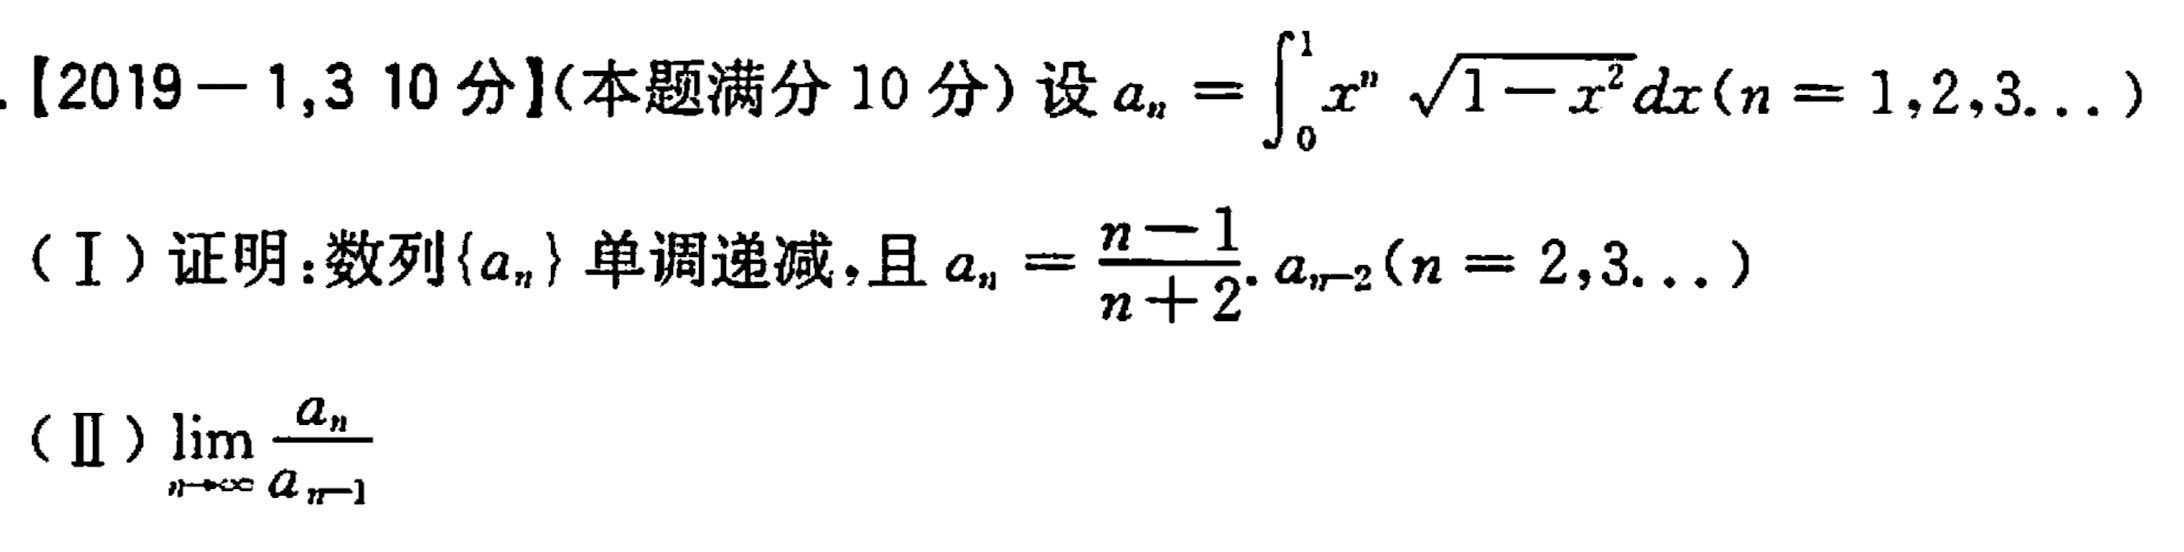 .【2019-1,3 10分】(本题满分 10 分) 设 $a_n = \int_0^1 x^n \sqrt{1-x^2}dx(n = 1,2,3...)$
(Ⅰ) 证明:数列$\{a_n\}$ 单调递减,且 $a_n = \frac{n-1}{n+2}. a_{n-2}(n = 2,3...)$
(Ⅱ) $\lim_{n \to \infty} \frac{a_n}{a_{n-1}}$